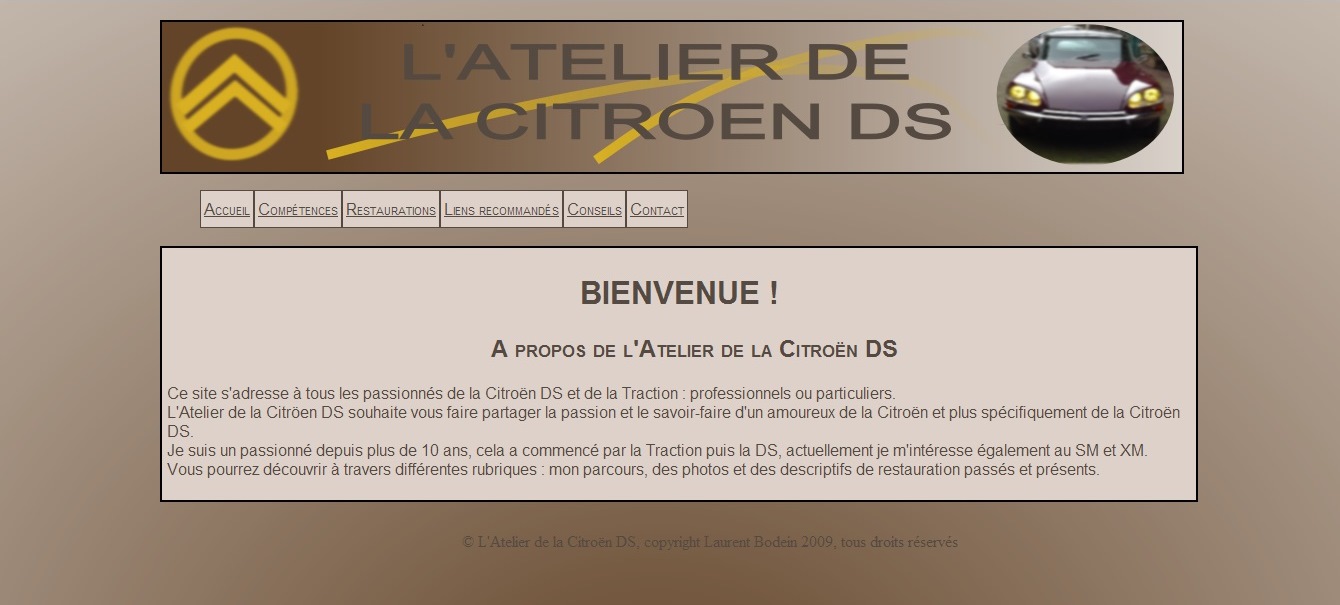 L'ATELIER DE
LA CITROEN DS
Accueil Compétences Restaurations Liens recommandés Conseils Contact
BIENVENUE !
A propos de l'Atelier de la Citroën DS
Ce site s'adresse à tous les passionnés de la Citroën DS et de la Traction : professionnels ou particuliers.
L'Atelier de la Citröen DS souhaite vous faire partager la passion et le savoir-faire d'un amoureux de la Citroën et plus spécifiquement de la Citroën
DS.
Je suis un passionné depuis plus de 10 ans, cela a commencé par la Traction puis la DS, actuellement je m'intéresse également au SM et XM.
Vous pourrez découvrir à travers différentes rubriques : mon parcours, des photos et des descriptifs de restauration passés et présents.
© L'Atelier de la Citroën DS, copyright Laurent Bodein 2009, tous droits réservés